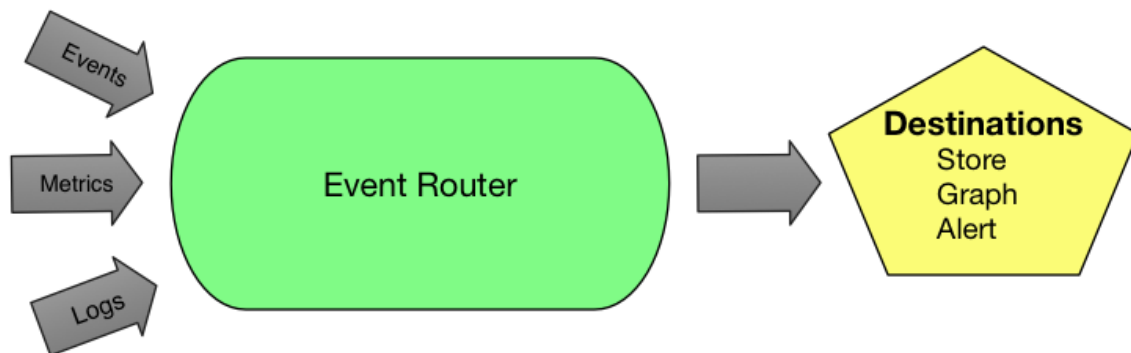 Events
Metrics
Logs
Event Router
Destinations
Store
Graph
Alert